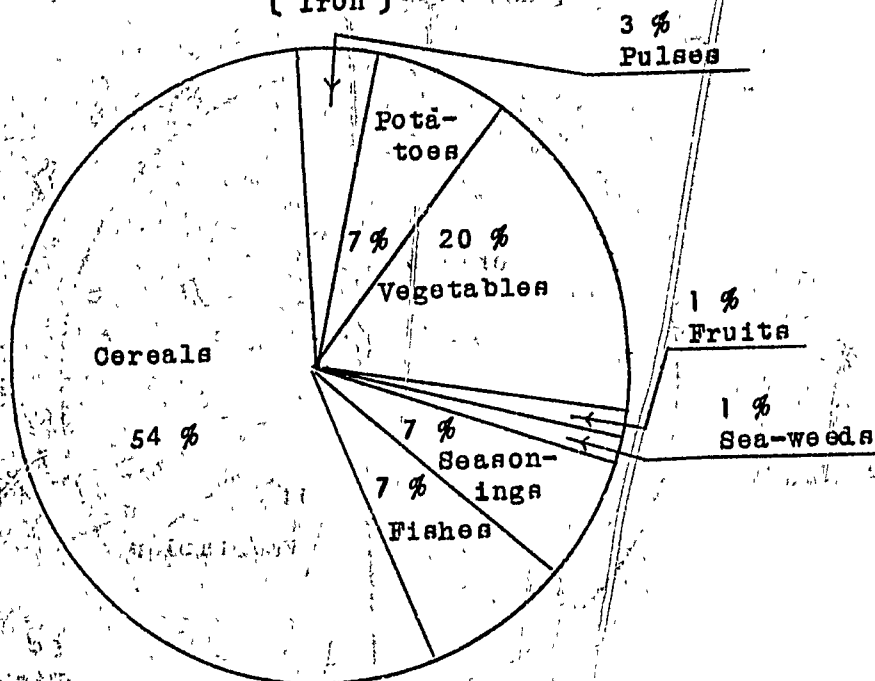 ( Iron )
3 %
Pulses
Pota-
toes
7 %
20 %
Vegetables
1 %
Fruits
Cereals
54 %
1 %
Sea-weeds
7 %
Season-
ings
7 %
Fishes